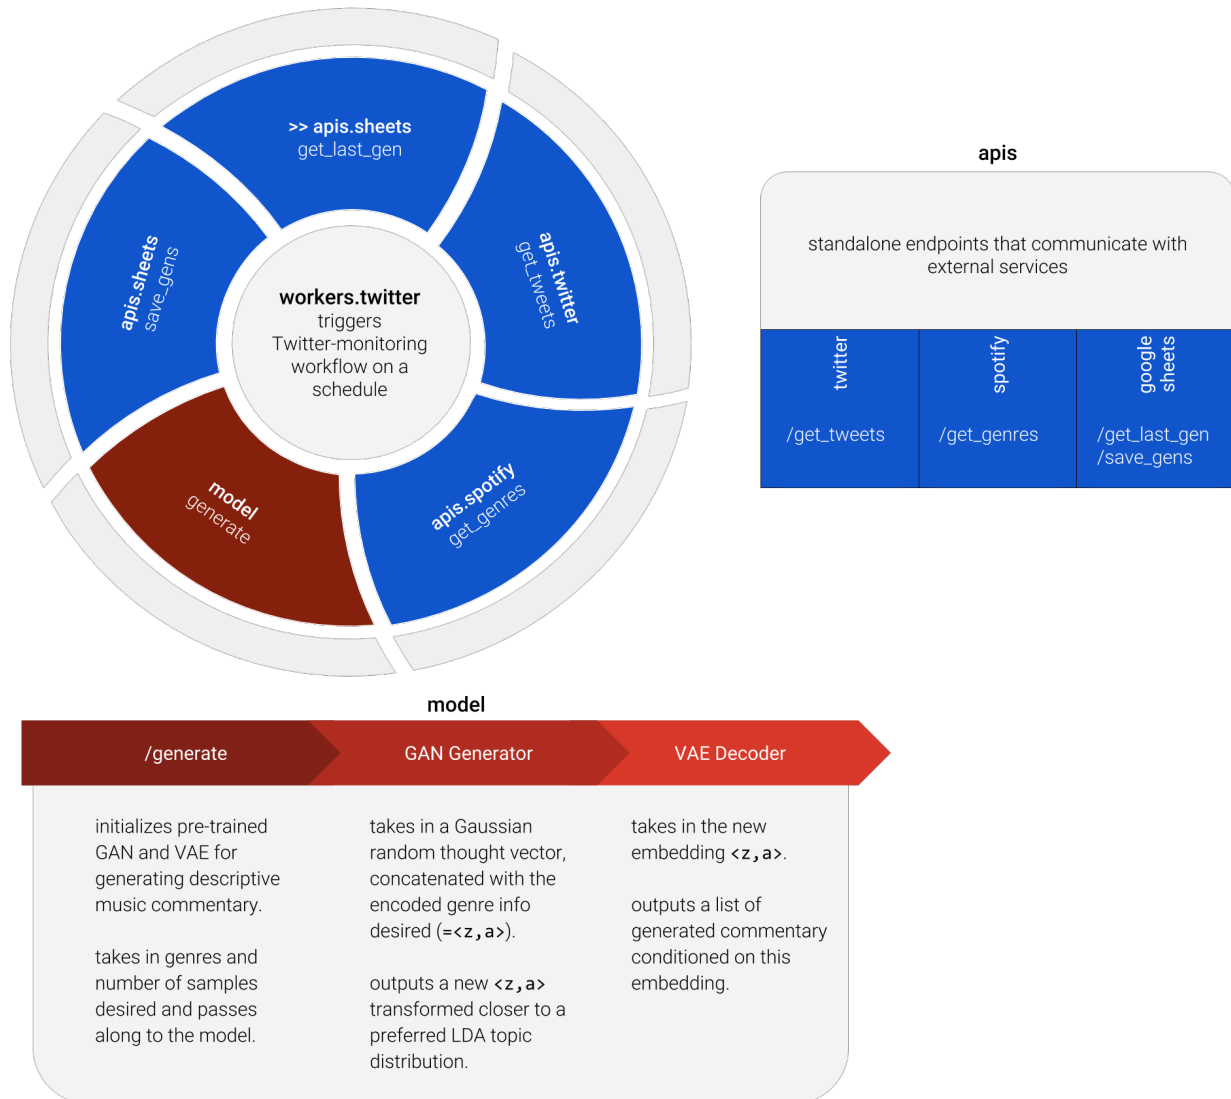 >> apis.sheets
get_last_gen
apis.twitter
get_tweets
apis.spotify
get_genres
model
generate
apis.sheets
save_gens
workers.twitter
triggers
Twitter-monitoring
workflow on a
schedule
apis
standalone endpoints that communicate with
external services
twitter
/get_tweets
spotify
/get_genres
google
sheets
/get_last_gen
/save_gens
model
/generate
initializes pre-trained
GAN and VAE for
generating descriptive
music commentary.
takes in genres and
number of samples
desired and passes
along to the model.
GAN Generator
takes in a Gaussian
random thought vector,
concatenated with the
encoded genre info
desired (=<z,a>).
outputs a new <z,a>
transformed closer to a
preferred LDA topic
distribution.
VAE Decoder
takes in the new
embedding <z,a>.
outputs a list of
generated commentary
conditioned on this
embedding.